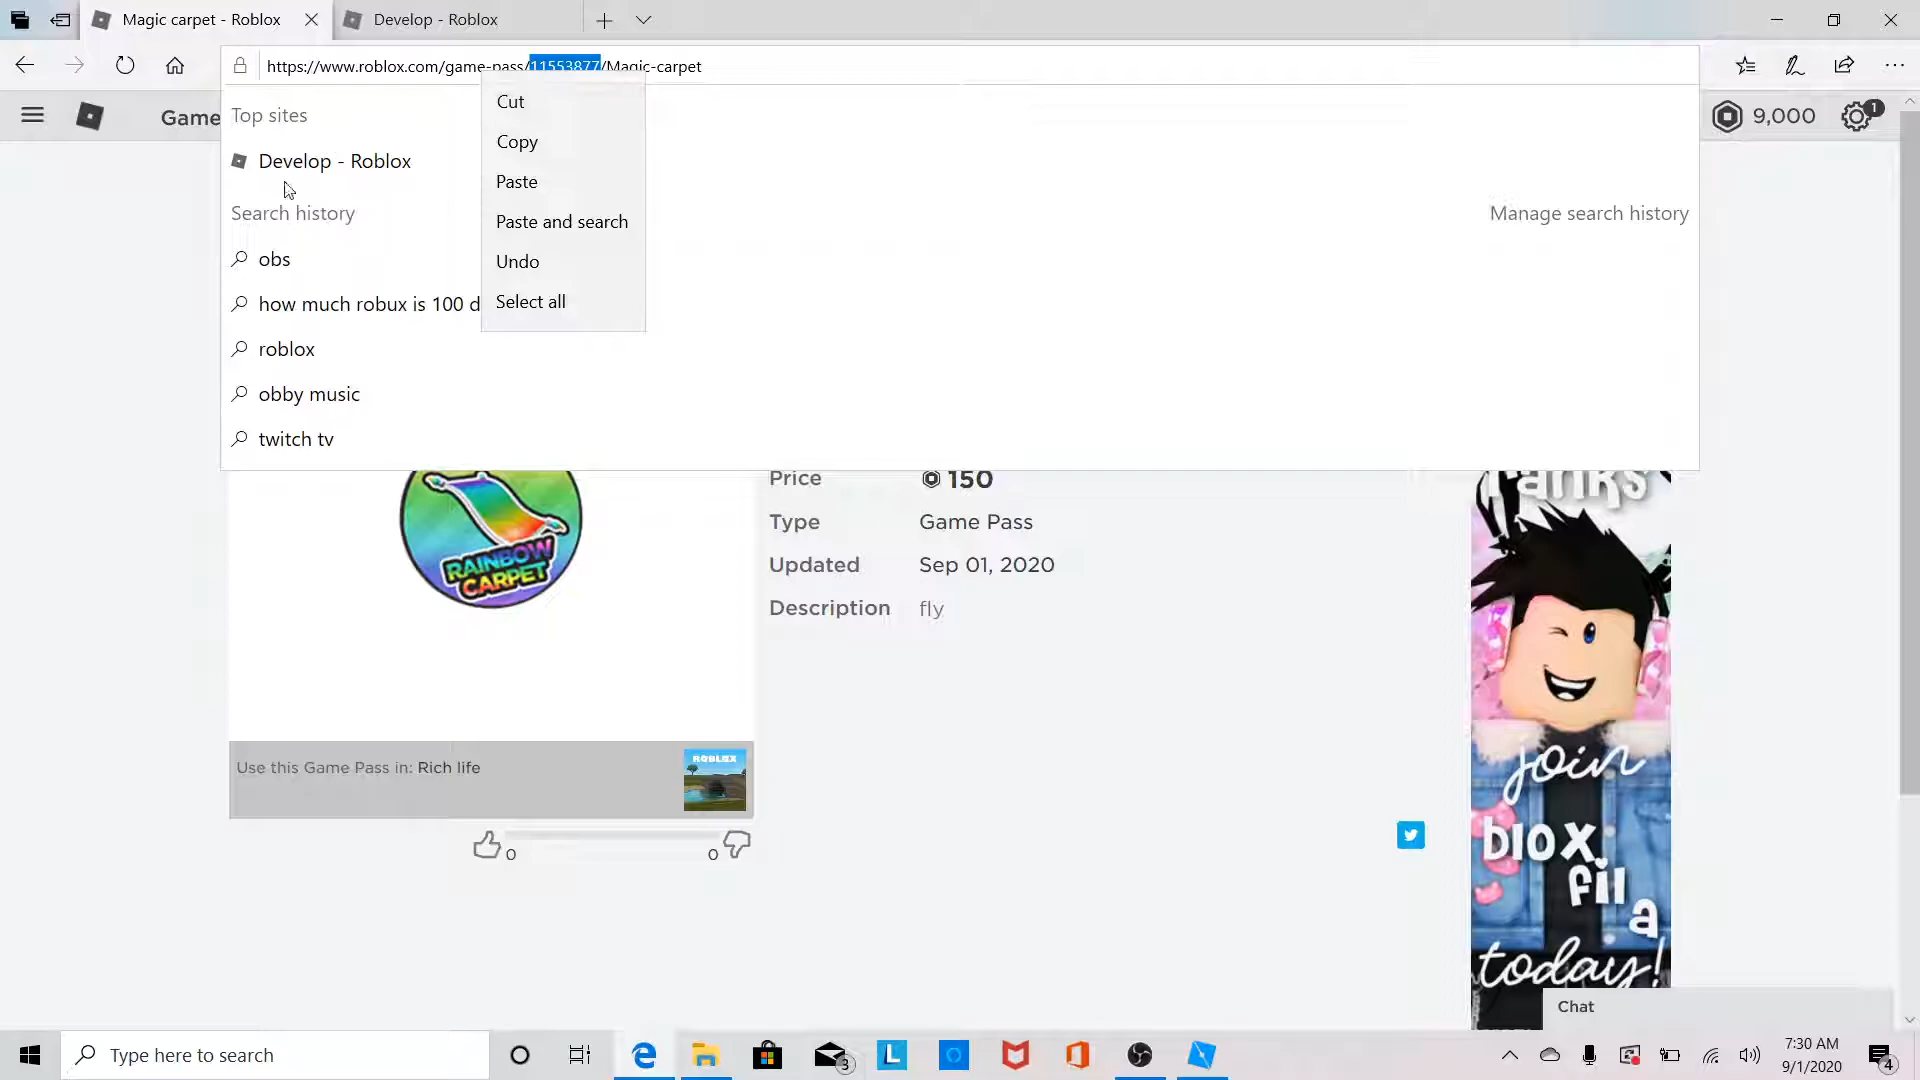 Magic carpet - Roblox
Develop - Roblox
https://www.roblox.com/game-pass/11553877/Magic-carpet
Game
Top sites
Develop - Roblox
Search history
Manage search history
obs
how much robux is 100 d
roblox
obby music
twitch tv
Cut
Copy
Paste
Paste and search
Undo
Select all
9,000
1
RAINBOW
CARPET
Price 150
Type Game Pass
Updated Sep 01, 2020
Description fly
Use this Game Pass in: Rich life
ROBLOX
0
0
join
blox
fil
a
today!
Chat
Type here to search
3
L
7:30 AM
9/1/2020
4